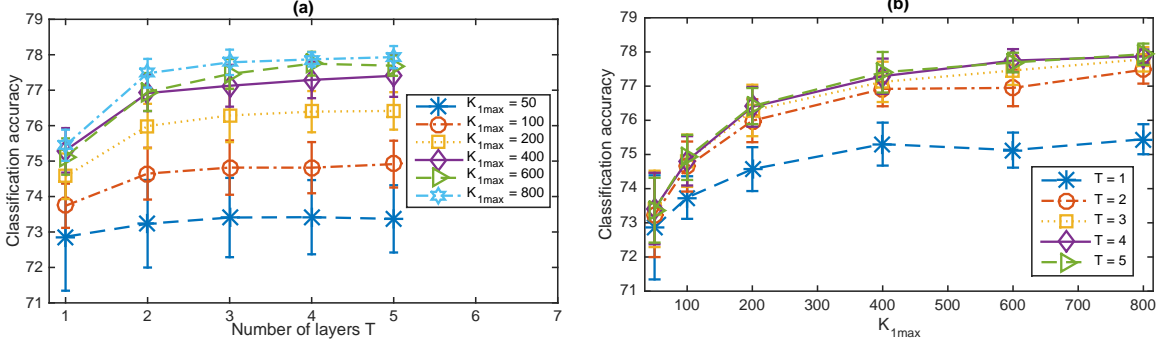 (a)
Classification accuracy
79
78
77
76
75
74
73
72
71
1 2 3 4 5 6 7
Number of layers T
K1max = 50
K1max = 100
K1max = 200
K1max = 400
K1max = 600
K1max = 800
(b)
Classification accuracy
79
78
77
76
75
74
73
72
71
100 200 300 400 500 600 700 800
K1max
T = 1
T = 2
T = 3
T = 4
T = 5